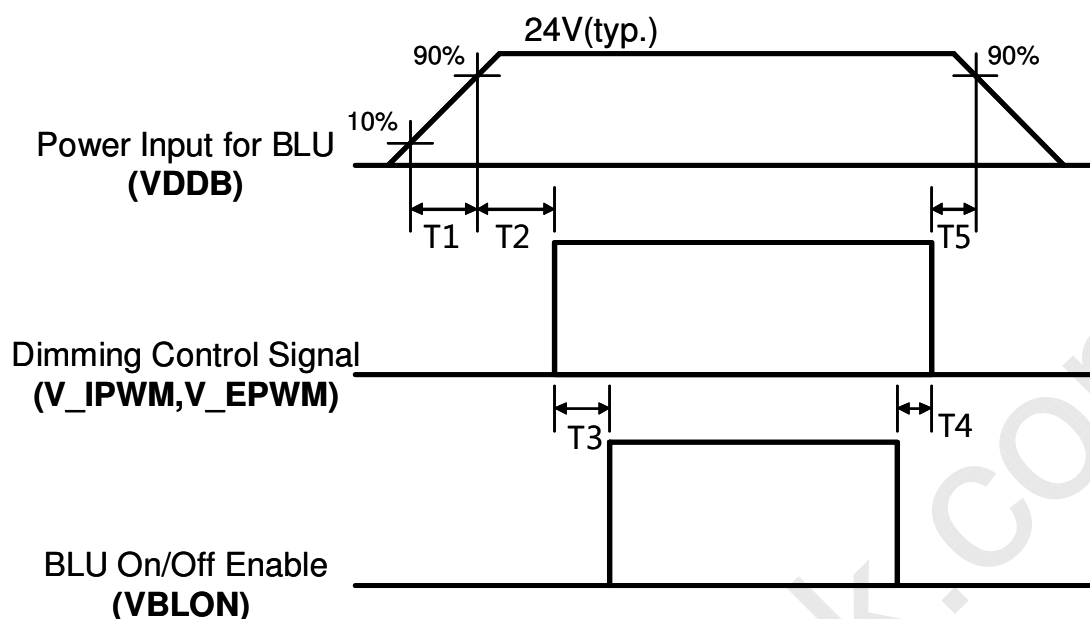 24V(typ.)
90%
90%
10%
Power Input for BLU
(VDDB)
T1
T2
T5
Dimming Control Signal
(V_IPWM,V_EPWM)
T3
T4
BLU On/Off Enable
(VBLON)
k.com